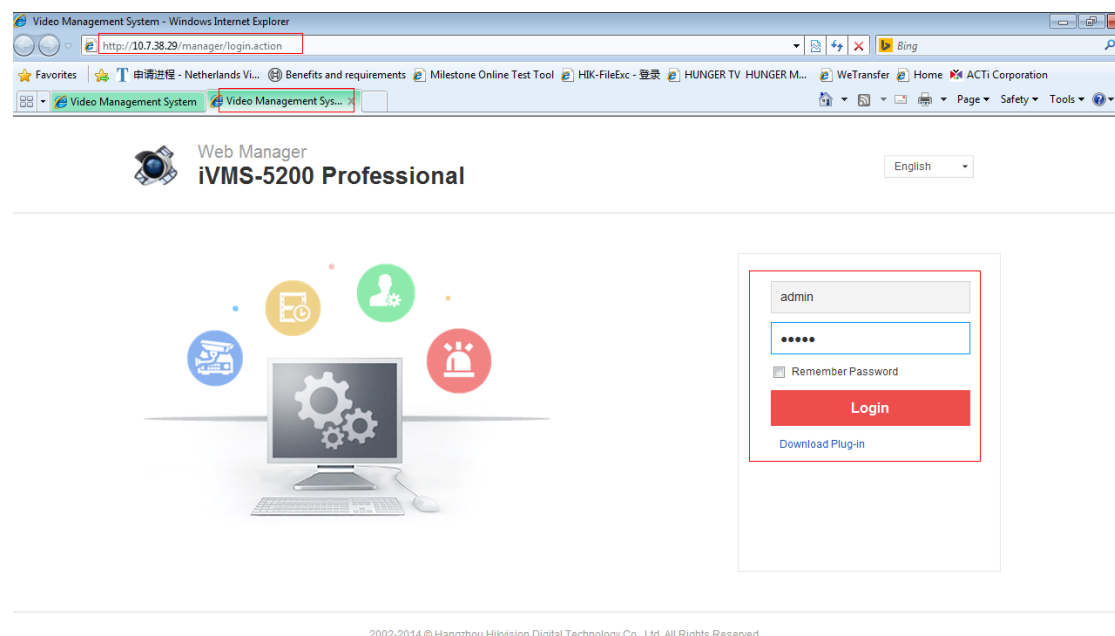 Video Management System - Windows Internet Explorer
http://10.7.38.29/manager/login.action
Bing
Favorites
申请进程 - Netherlands Vi...
Benefits and requirements
Milestone Online Test Tool
HIK-FileExc - 登录
HUNGER TV HUNGER M...
WeTransfer
Home
ACTi Corporation
Video Management System
Video Management Sys...
Page
Safety
Tools
Web Manager
iVMS-5200 Professional
English
admin
•••••
Remember Password
Login
Download Plug-in
2002-2014 © Hangzhou Hikvision Digital Technology Co., Ltd. All Rights Reserved.